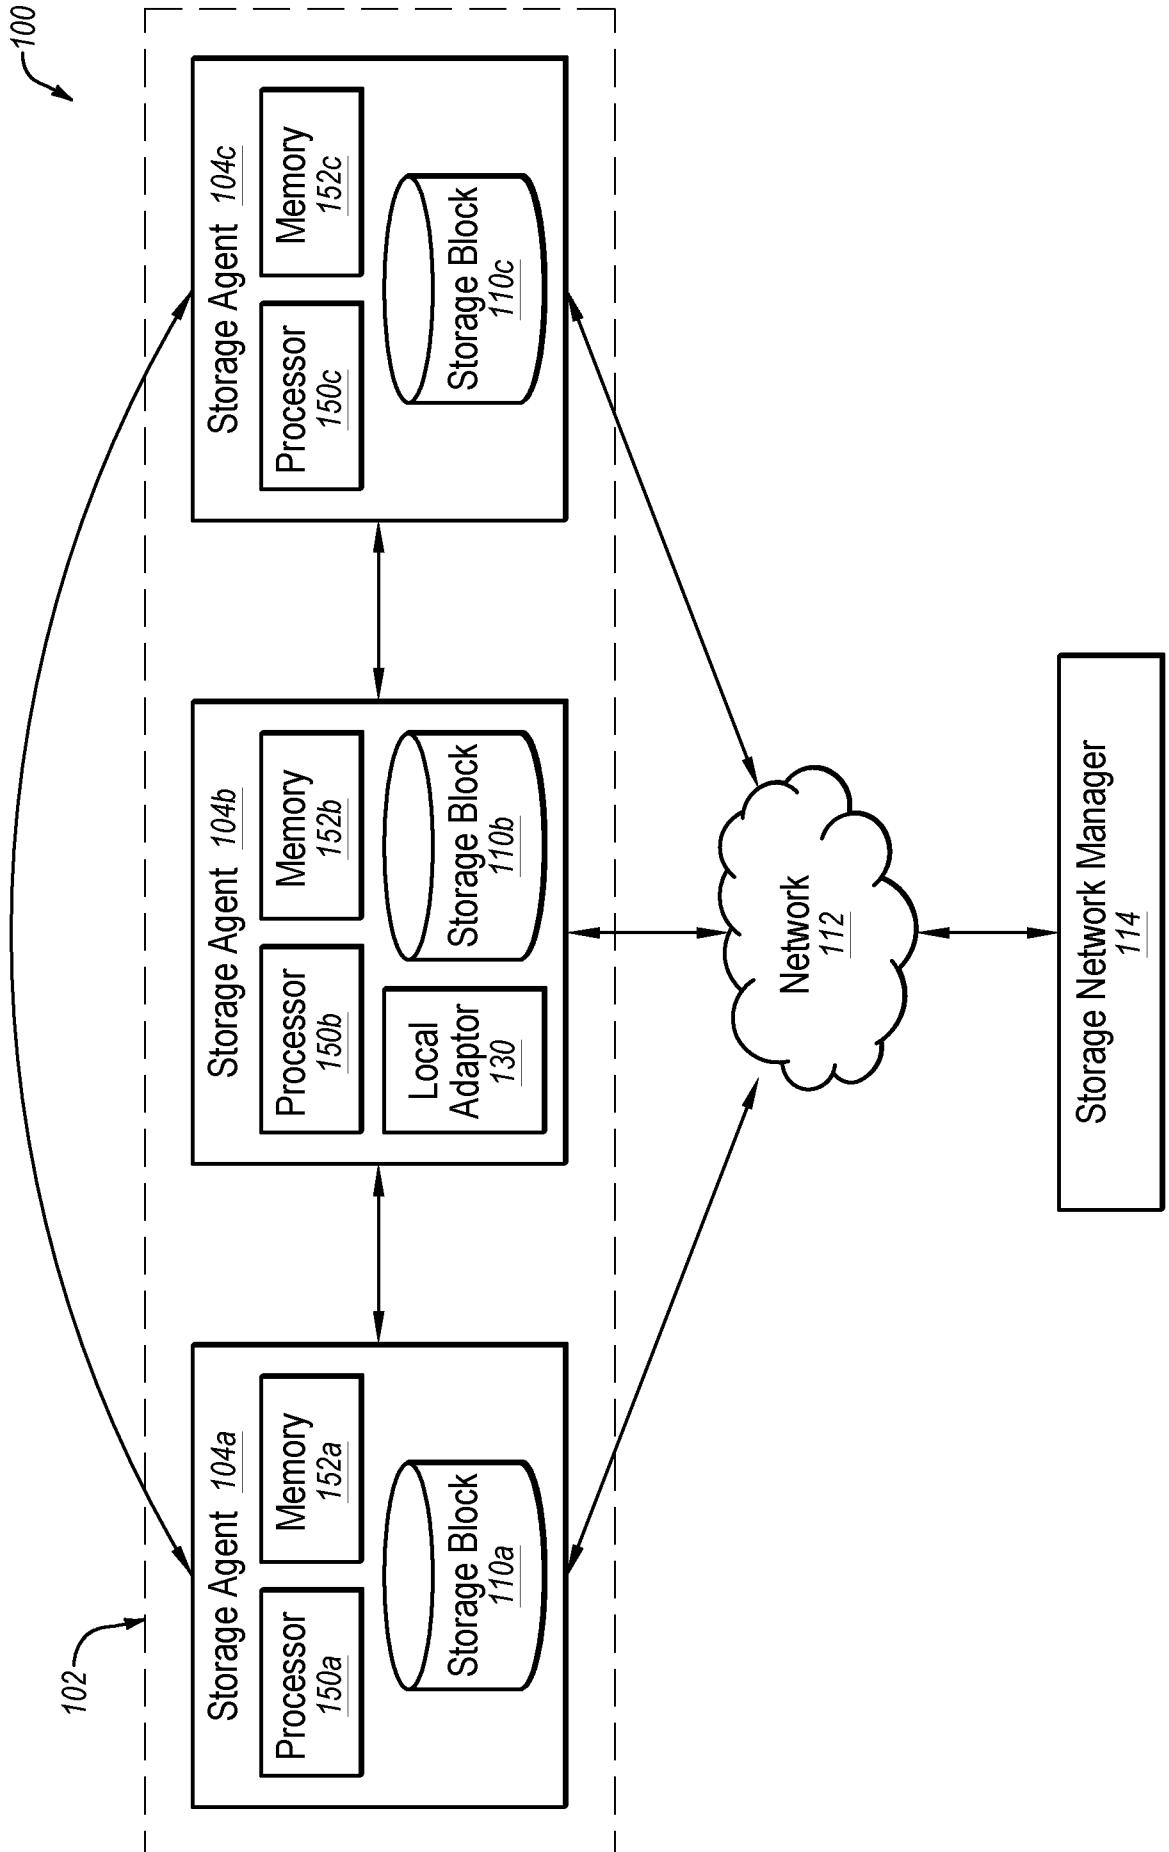 100
102
Storage Agent 104a
Processor
150a
Memory
152a
Storage Block
110a
Storage Agent 104b
Processor
150b
Memory
152b
Local
Adaptor
130
Storage Block
110b
Storage Agent 104c
Processor
150c
Memory
152c
Storage Block
110c
Network
112
Storage Network Manager
114